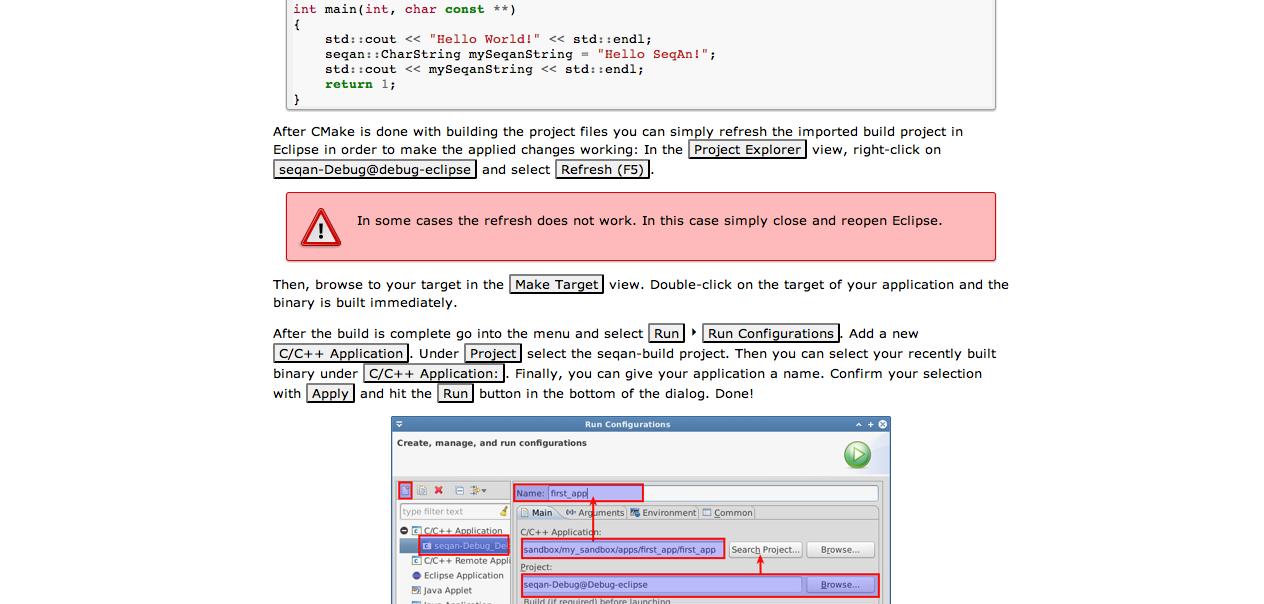 int main(int, char const **)
{
    std::cout << "Hello World!" << std::endl;
    seqan::CharString mySeqanString = "Hello SeqAn!";
    std::cout << mySeqanString << std::endl;
    return 1;
}
After CMake is done with building the project files you can simply refresh the imported build project in
Eclipse in order to make the applied changes working: In the Project Explorer view, right-click on
seqan-Debug@debug-eclipse and select Refresh (F5).
In some cases the refresh does not work. In this case simply close and reopen Eclipse.
Then, browse to your target in the Make Target view. Double-click on the target of your application and the
binary is built immediately.
After the build is complete go into the menu and select Run ‣ Run Configurations. Add a new
C/C++ Application. Under Project select the seqan-build project. Then you can select your recently built
binary under C/C++ Application:. Finally, you can give your application a name. Confirm your selection
with Apply and hit the Run button in the bottom of the dialog. Done!
Run Configurations
Create, manage, and run configurations
Name: first_app
type filter text
Main Arguments Environment Common
C/C++ Application
C/C++ Application:
seqan-Debug_De
sandbox/my_sandbox/apps/first_app/first_app Search Project... Browse...
C/C++ Remote Appli
Project:
Eclipse Application
seqan-Debug@Debug-eclipse Browse...
Java Applet
Java Application
Build (if required) before launching